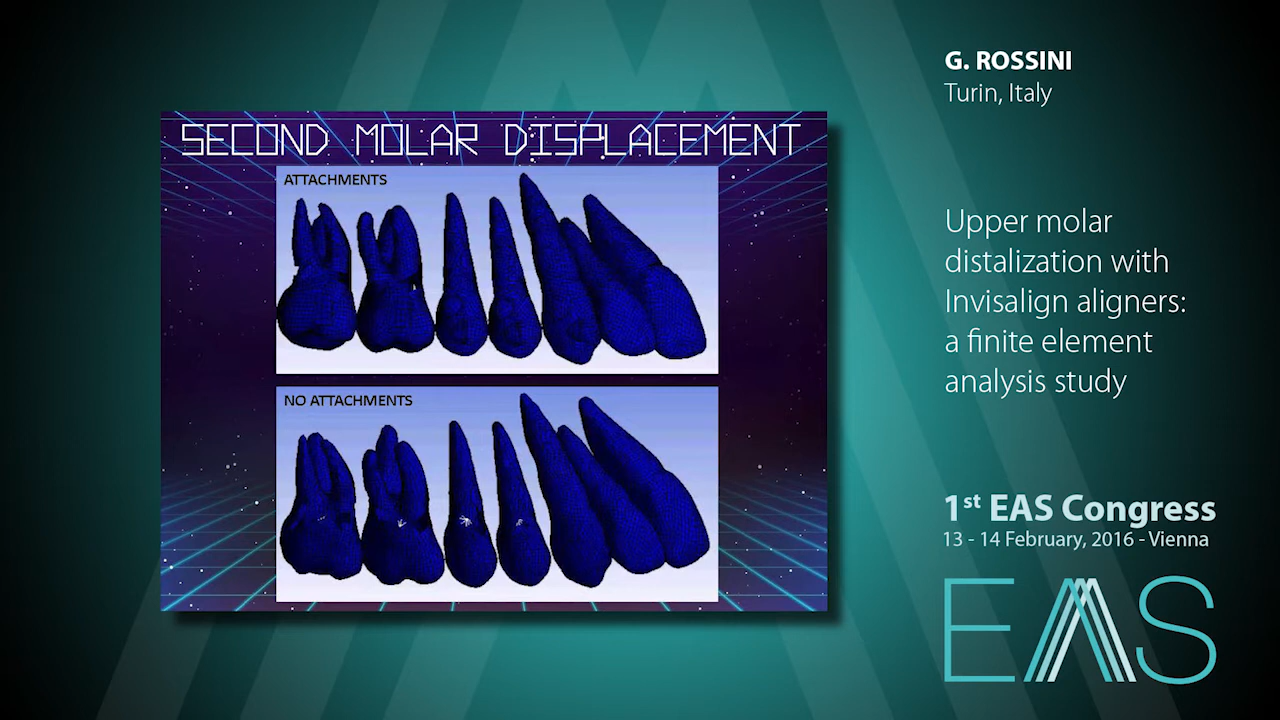 SECOND MOLAR DISPLACEMENT
ATTACHMENTS
NO ATTACHMENTS
G. ROSSINI
Turin, Italy
Upper molar
distalization with
Invisalign aligners:
a finite element
analysis study
1st EAS Congress
13 - 14 February, 2016 - Vienna
EAS